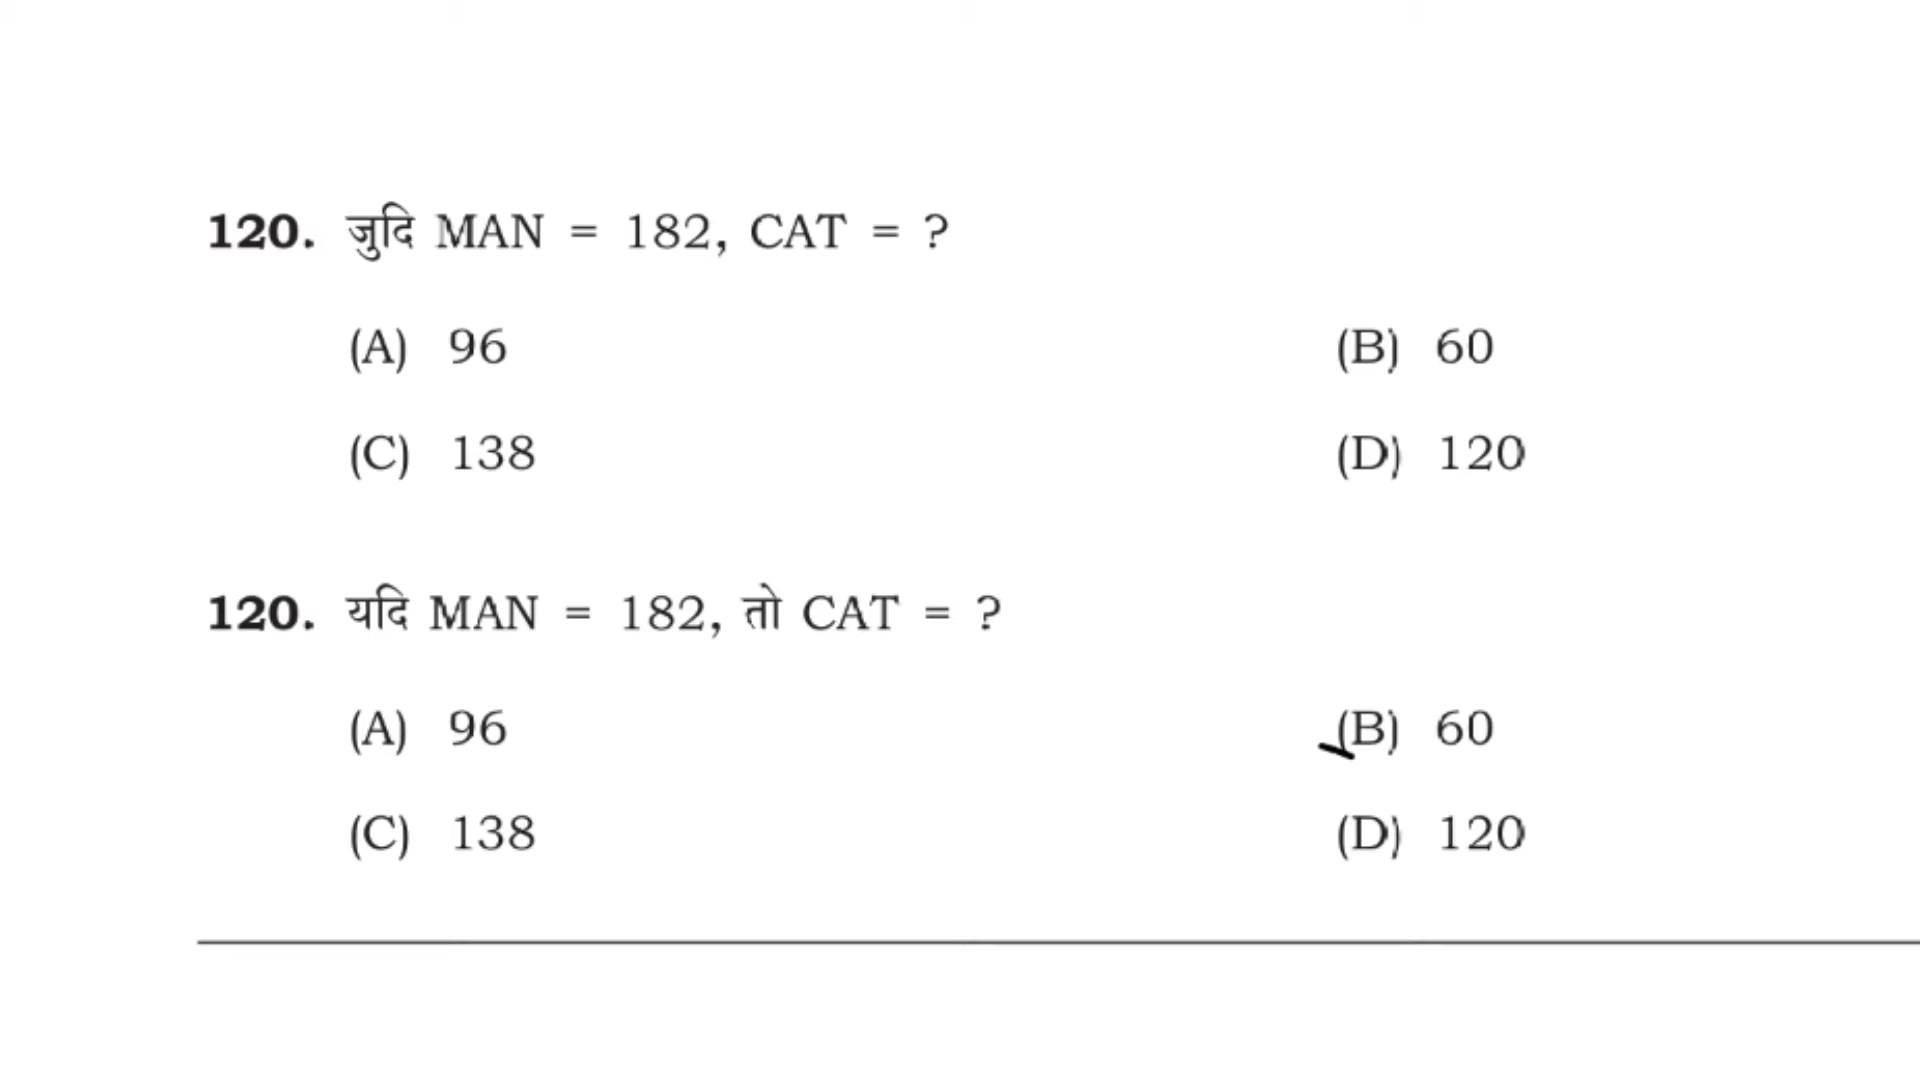 120. जुदि MAN = 182, CAT = ?
(A) 96 (B) 60
(C) 138 (D) 120
120. यदि MAN = 182, तो CAT = ?
(A) 96 (B) 60
(C) 138 (D) 120